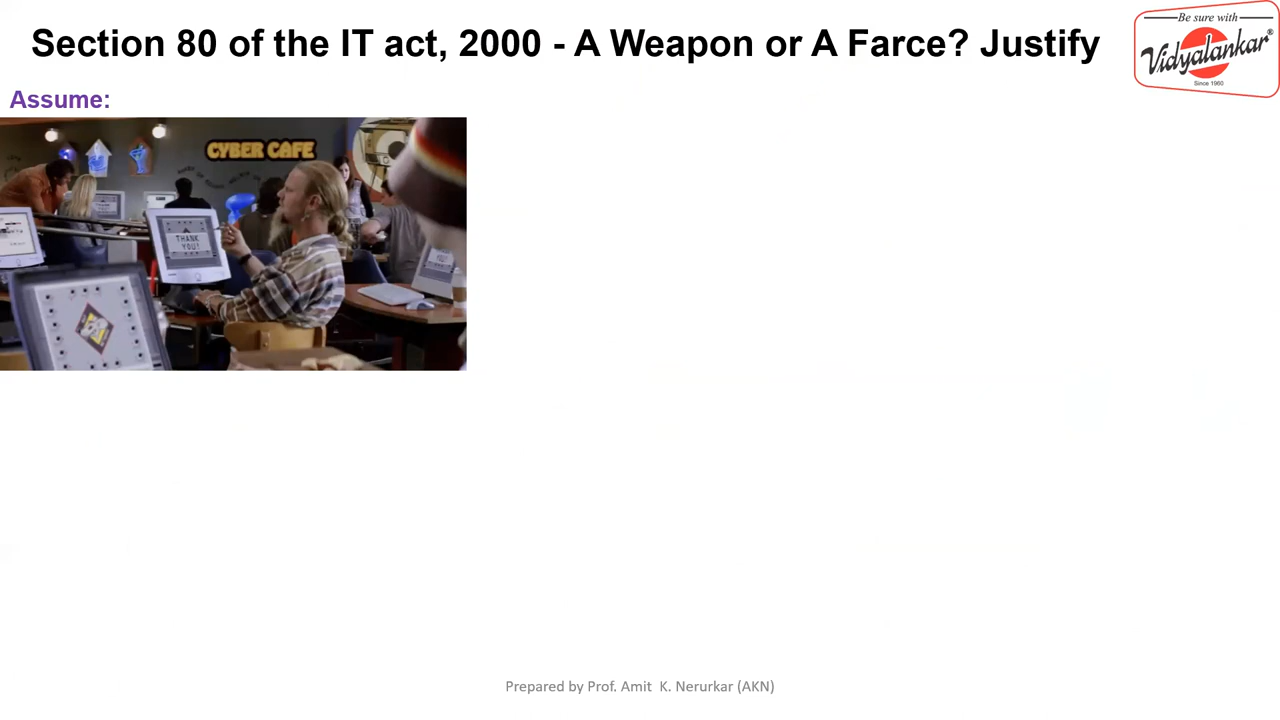 Section 80 of the IT act, 2000 - A Weapon or A Farce? Justify
Be sure with
Vidyalankar®
Since 1960
Assume:
CYBER CAFE
THANK
YOU!
Prepared by Prof. Amit K. Nerurkar (AKN)